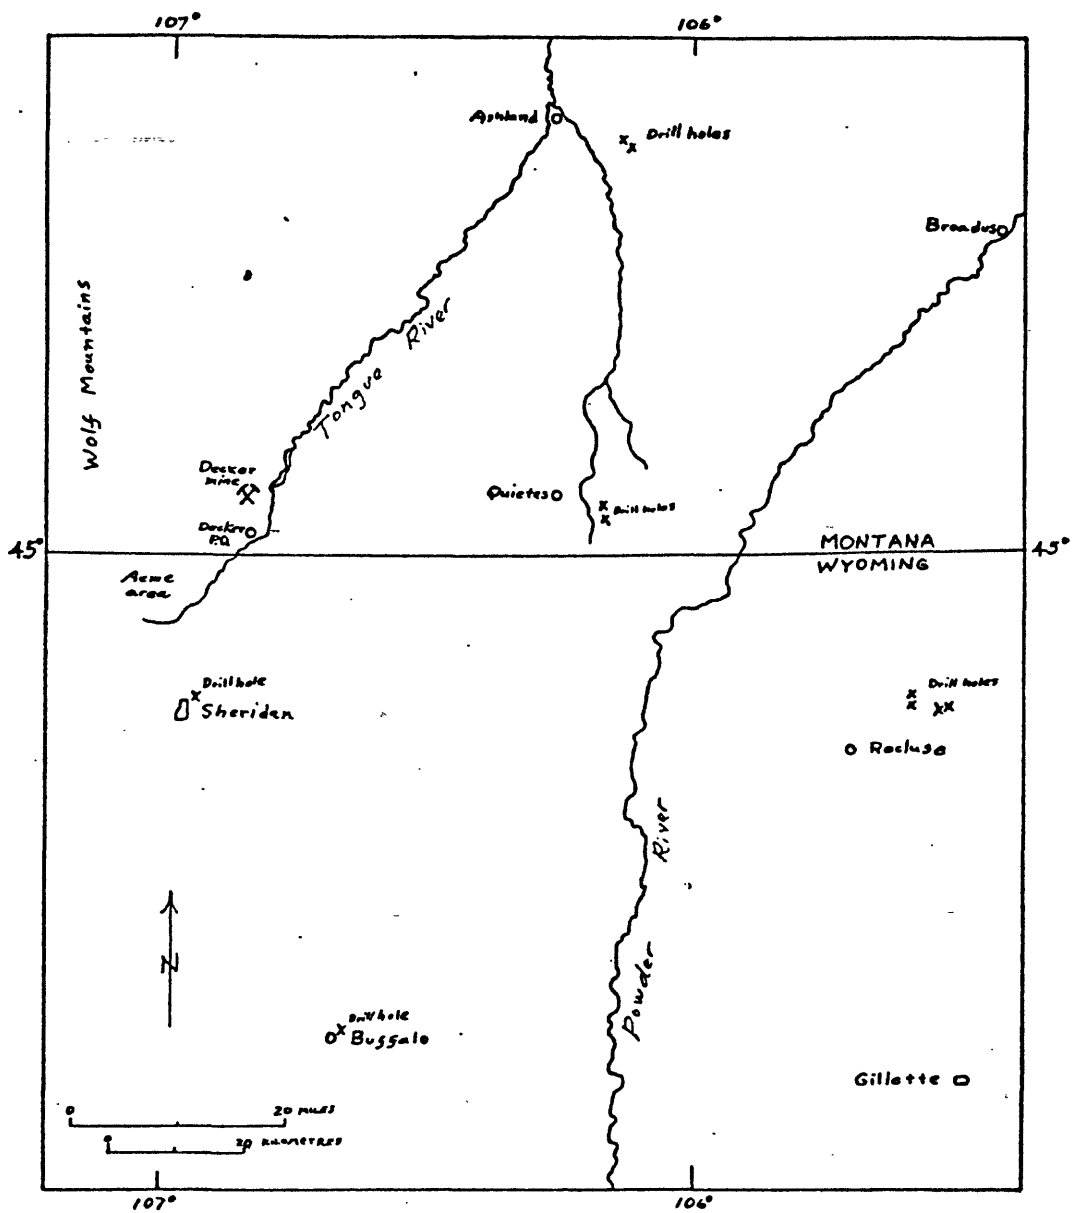 107°
106°
Ashland
Drill holes
Broadus
Wolf Mountains
Tongue River
Decker
mine
Quietus
Drill holes
Decker
P.O.
45°
MONTANA
45°
WYOMING
Acme
area
Drill hole
Sheridan
Drill holes
Recluse
Powder River
N
Drill hole
Buffalo
Gillette
0 20 MILES
0 20 KILOMETRES
107°
106°